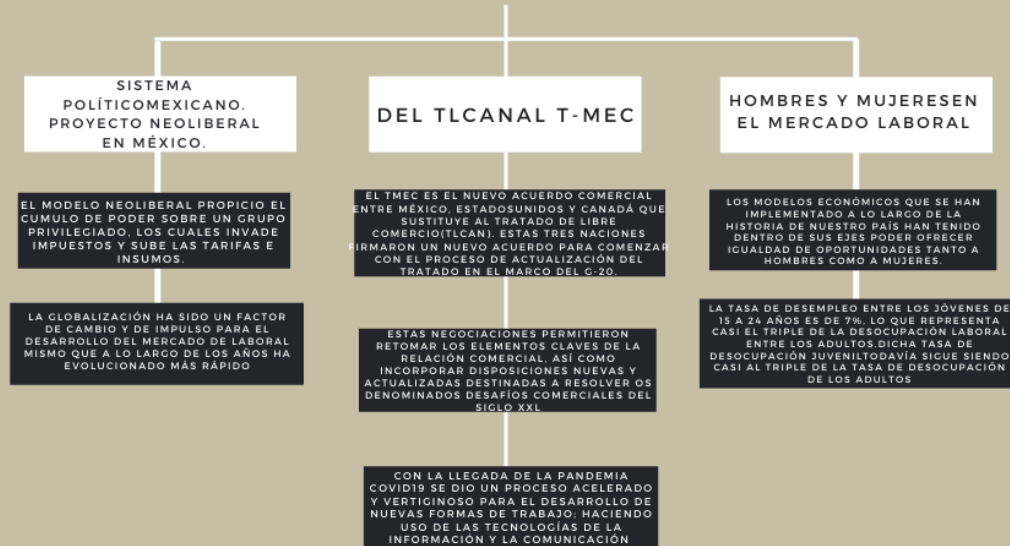 SISTEMA
POLÍTICOMEXICANO.
PROYECTO NEOLIBERAL
EN MÉXICO.
EL MODELO NEOLIBERAL PROPICIO EL
CUMULO DE PODER SOBRE UN GRUPO
PRIVILEGIADO, LOS CUALES INVADE
IMPUESTOS Y SUBE LAS TARIFAS E
INSUMOS.
LA GLOBALIZACIÓN HA SIDO UN FACTOR
DE CAMBIO Y DE IMPULSO PARA EL
DESARROLLO DEL MERCADO DE LABORAL
MISMO QUE A LO LARGO DE LOS AÑOS HA
EVOLUCIONADO MÁS RÁPIDO
DEL TLCANAL T-MEC
EL TMEC ES EL NUEVO ACUERDO COMERCIAL
ENTRE MÉXICO, ESTADOSUNIDOS Y CANADÁ QUE
SUSTITUYE AL TRATADO DE LIBRE
COMERCIO(TLCAN). ESTAS TRES NACIONES
FIRMARON UN NUEVO ACUERDO PARA COMENZAR
CON EL PROCESO DE ACTUALIZACIÓN DEL
TRATADO EN EL MARCO DEL G-20.
ESTAS NEGOCIACIONES PERMITIERON
RETOMAR LOS ELEMENTOS CLAVES DE LA
RELACIÓN COMERCIAL, ASÍ COMO
INCORPORAR DISPOSICIONES NUEVAS Y
ACTUALIZADAS DESTINADAS A RESOLVER OS
DENOMINADOS DESAFÍOS COMERCIALES DEL
SIGLO XXL
CON LA LLEGADA DE LA PANDEMIA
COVID19 SE DIO UN PROCESO ACELERADO
Y VERTIGINOSO PARA EL DESARROLLO DE
NUEVAS FORMAS DE TRABAJO; HACIENDO
USO DE LAS TECNOLOGÍAS DE LA
INFORMACIÓN Y LA COMUNICACIÓN
HOMBRES Y MUJERESEN
EL MERCADO LABORAL
LOS MODELOS ECONÓMICOS QUE SE HAN
IMPLEMENTADO A LO LARGO DE LA
HISTORIA DE NUESTRO PAÍS HAN TENIDO
DENTRO DE SUS EJES PODER OFRECER
IGUALDAD DE OPORTUNIDADES TANTO A
HOMBRES COMO A MUJERES.
LA TASA DE DESEMPLEO ENTRE LOS JÓVENES DE
15 A 24 AÑOS ES DE 7%, LO QUE REPRESENTA
CASI EL TRIPLE DE LA DESOCUPACIÓN LABORAL
ENTRE LOS ADULTOS.DICHA TASA DE
DESOCUPACIÓN JUVENILTODAVÍA SIGUE SIENDO
CASI AL TRIPLE DE LA TASA DE DESOCUPACIÓN
DE LOS ADULTOS